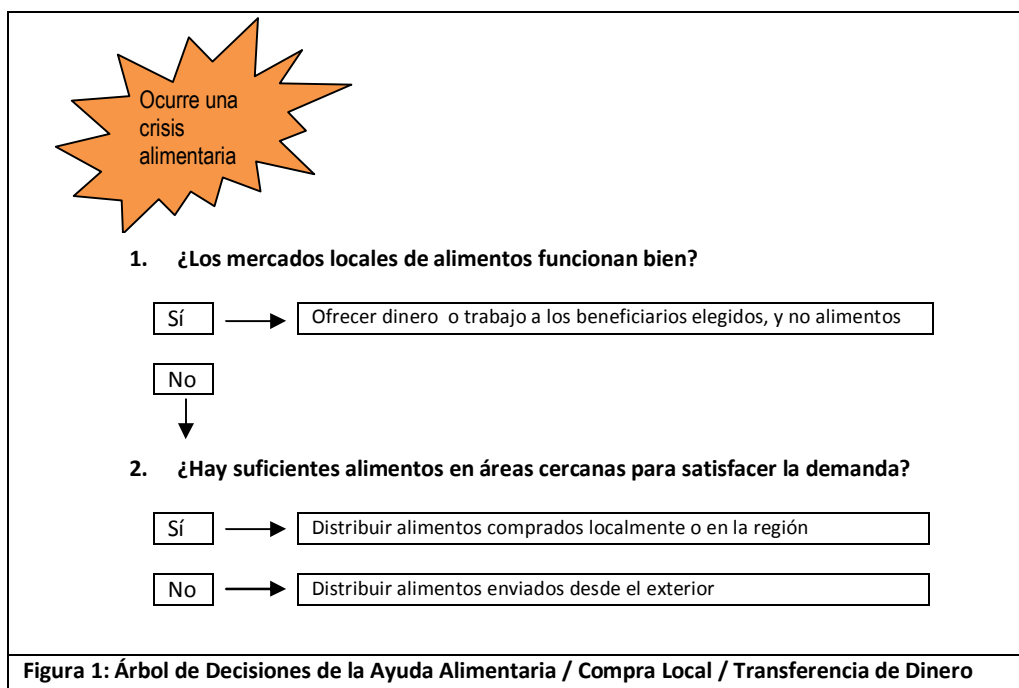 Ocurre una
crisis
alimentaria
1. ¿Los mercados locales de alimentos funcionan bien?
Sí
Ofrecer dinero o trabajo a los beneficiarios elegidos, y no alimentos
No
2. ¿Hay suficientes alimentos en áreas cercanas para satisfacer la demanda?
Sí
Distribuir alimentos comprados localmente o en la región
No
Distribuir alimentos enviados desde el exterior
Figura 1: Árbol de Decisiones de la Ayuda Alimentaria / Compra Local / Transferencia de Dinero